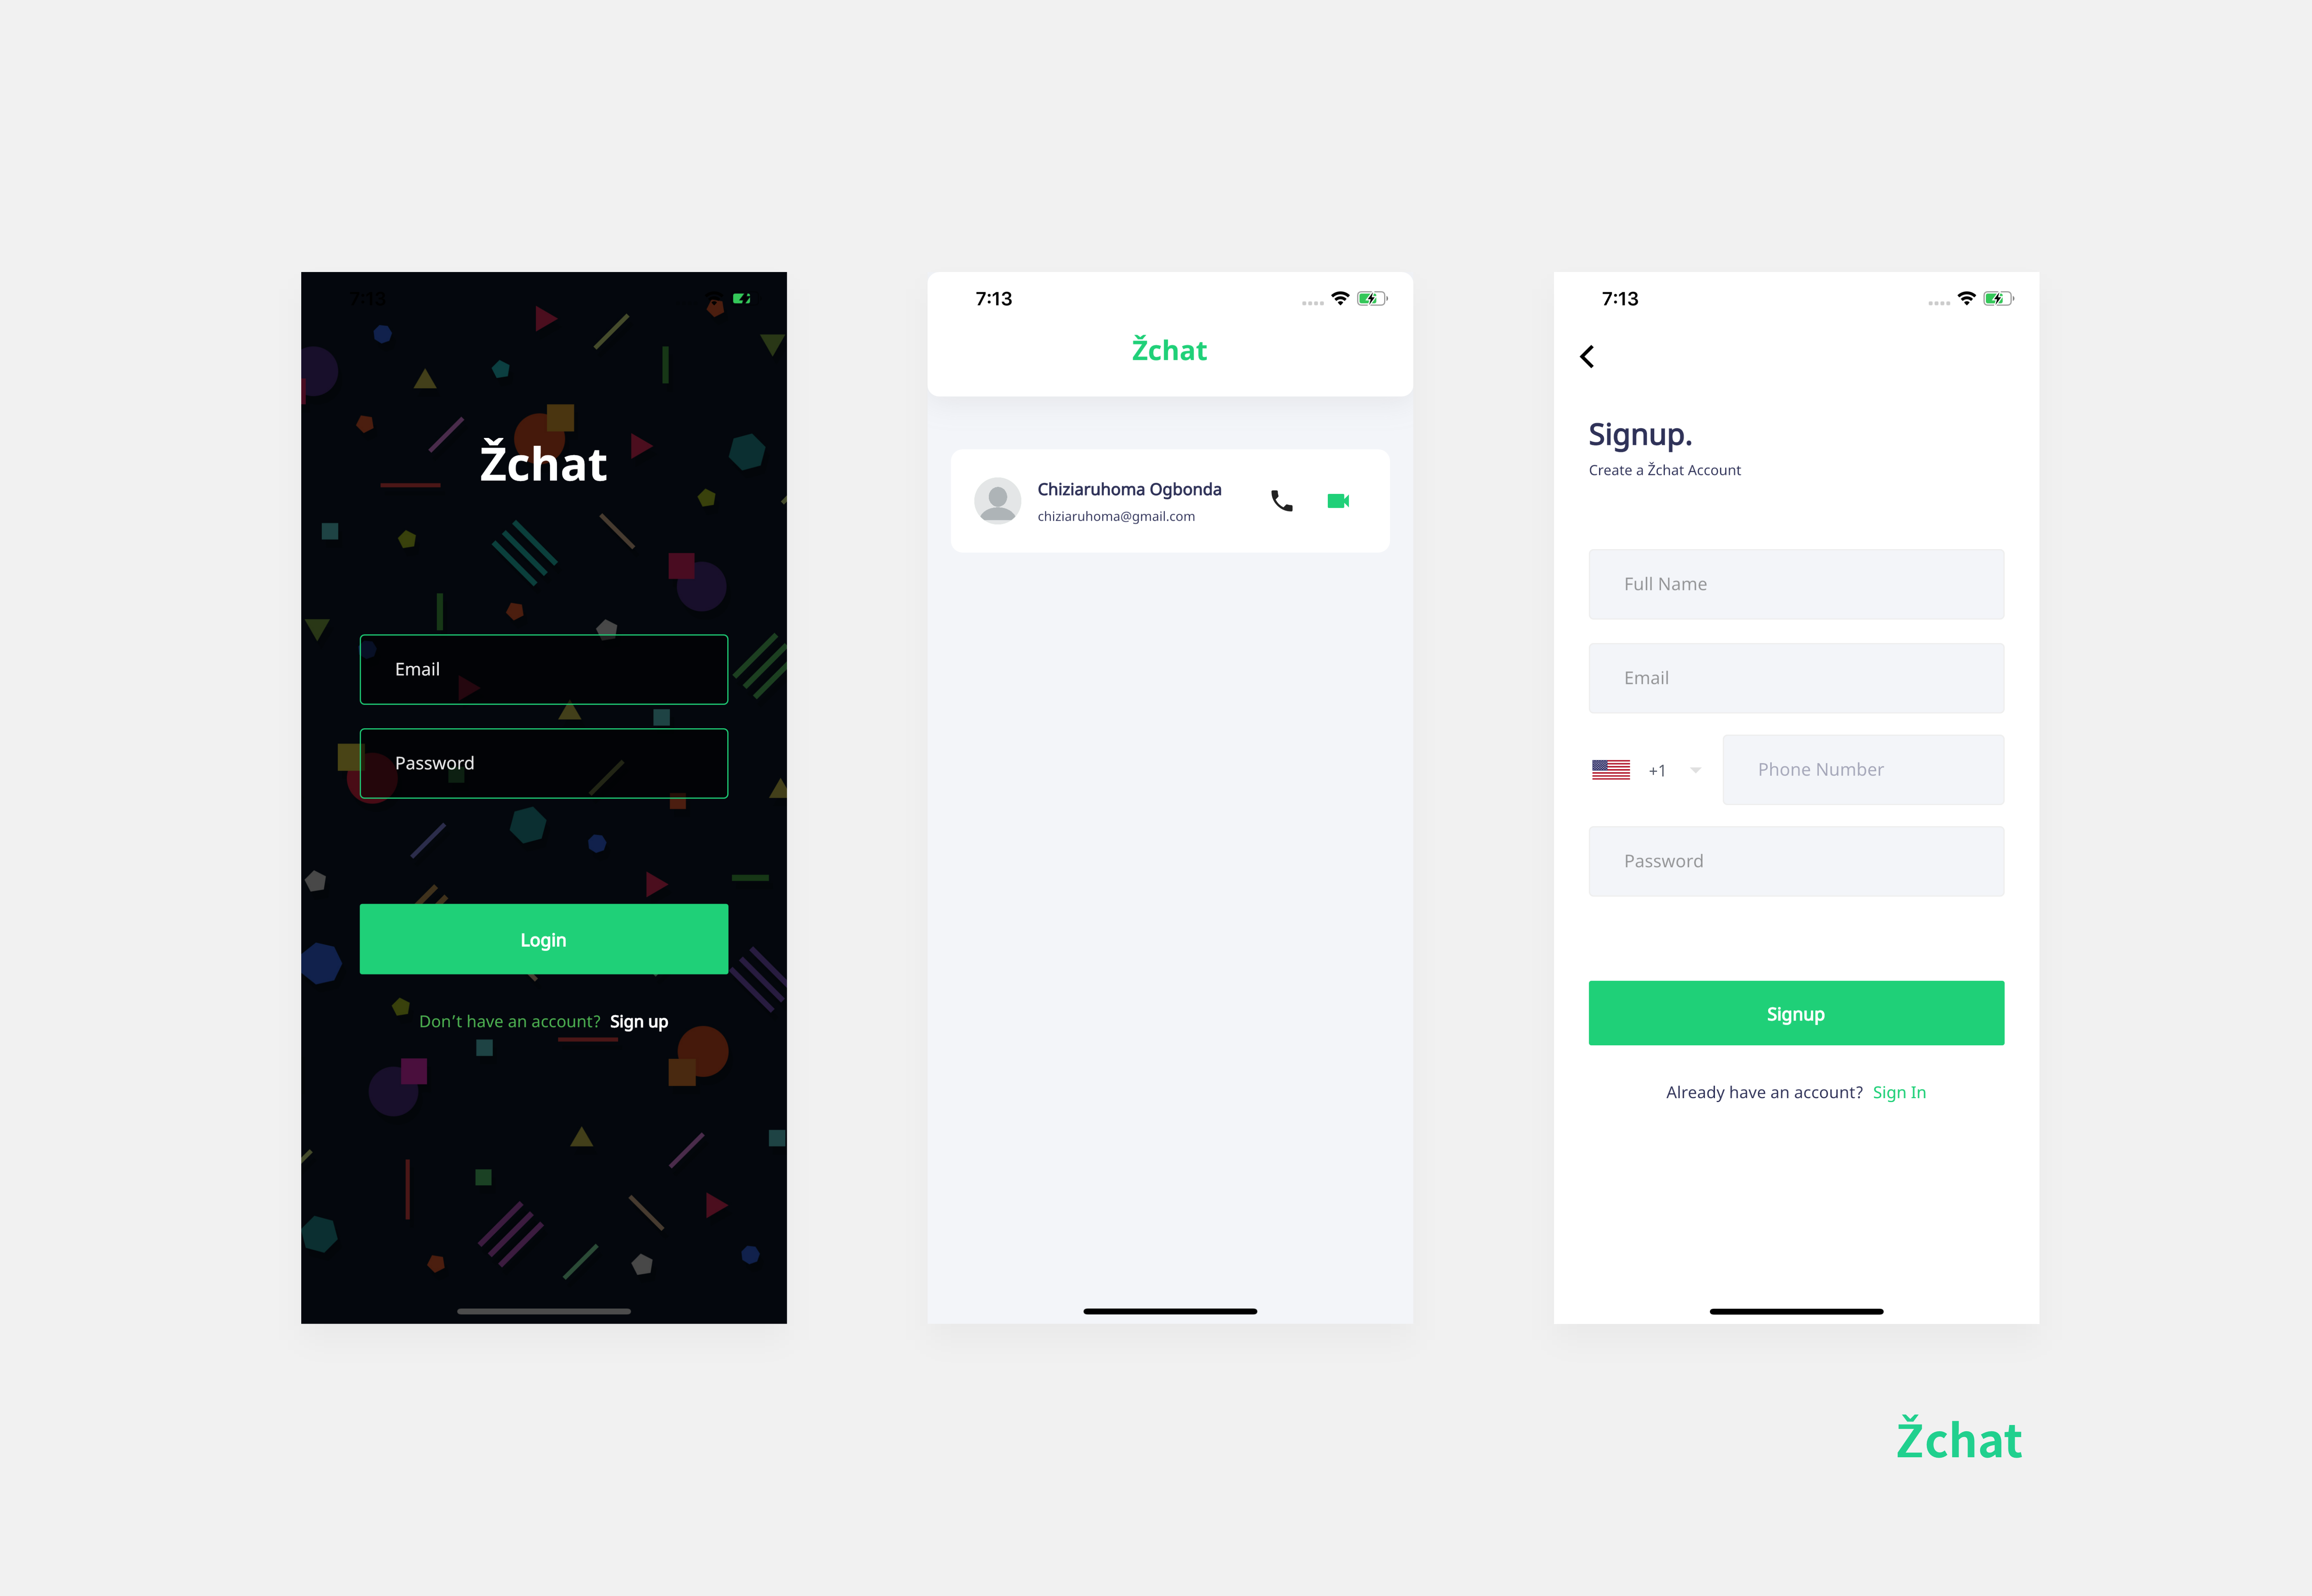 7:13
Žchat
Email
Password
Login
Don't have an account? Sign up
7:13
Žchat
Chiziaruhoma Ogbonda
chiziaruhoma@gmail.com
7:13
Signup.
Create a Žchat Account
Full Name
Email
+1 Phone Number
Password
Signup
Already have an account? Sign In
Žchat